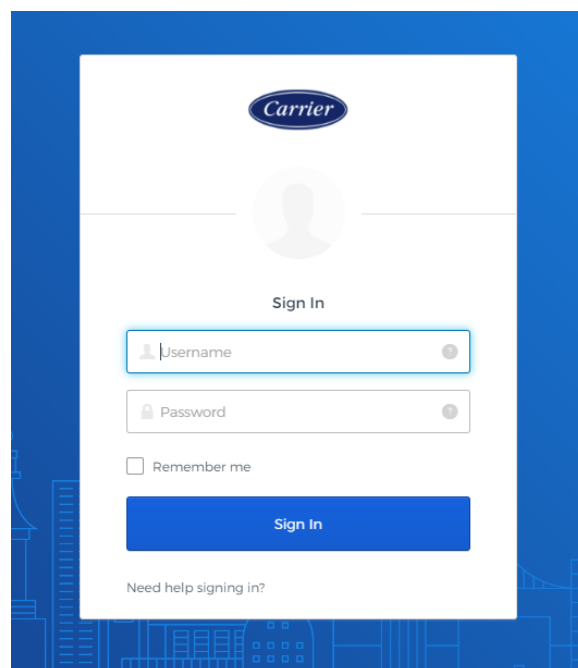 Carrier
Sign In
Username
?
Password
?
Remember me
Sign In
Need help signing in?